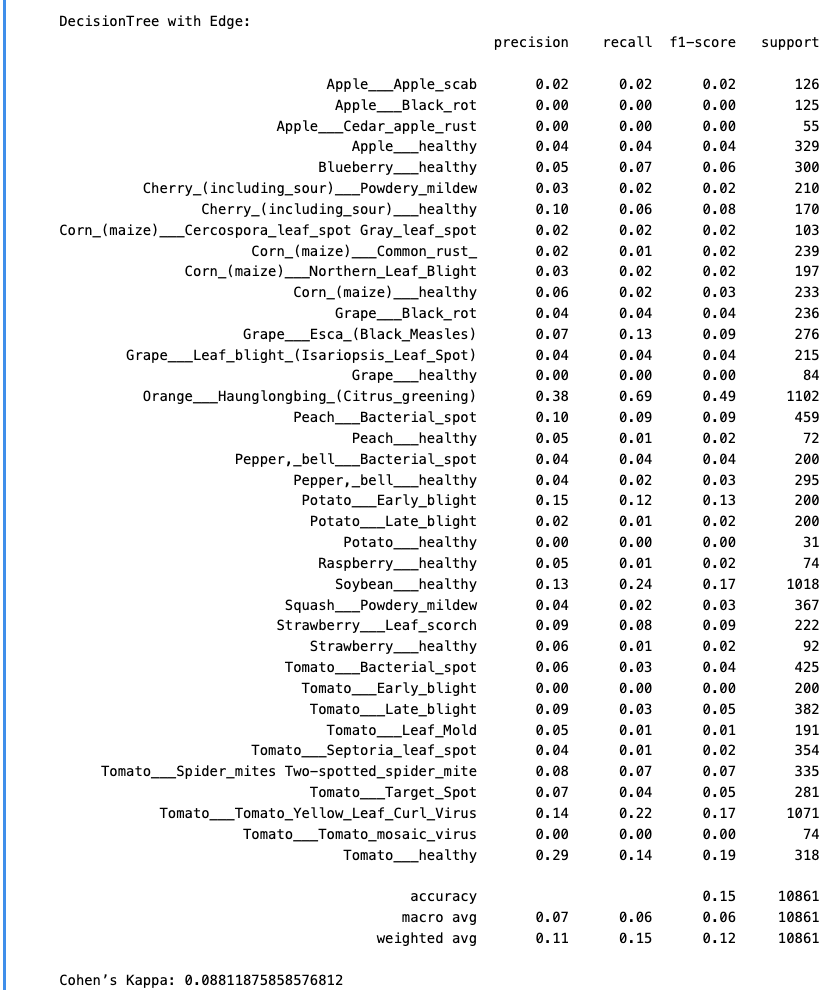 DecisionTree with Edge:
precision recall f1-score support
Apple___Apple_scab 0.02 0.02 0.02 126
Apple___Black_rot 0.00 0.00 0.00 125
Apple___Cedar_apple_rust 0.00 0.00 0.00 55
Apple___healthy 0.04 0.04 0.04 329
Blueberry___healthy 0.05 0.07 0.06 300
Cherry_(including_sour)___Powdery_mildew 0.03 0.02 0.02 210
Cherry_(including_sour)___healthy 0.10 0.06 0.08 170
Corn_(maize)___Cercospora_leaf_spot Gray_leaf_spot 0.02 0.02 0.02 103
Corn_(maize)___Common_rust_ 0.02 0.01 0.02 239
Corn_(maize)___Northern_Leaf_Blight 0.03 0.02 0.02 197
Corn_(maize)___healthy 0.06 0.02 0.03 233
Grape___Black_rot 0.04 0.04 0.04 236
Grape___Esca_(Black_Measles) 0.07 0.13 0.09 276
Grape___Leaf_blight_(Isariopsis_Leaf_Spot) 0.04 0.04 0.04 215
Grape___healthy 0.00 0.00 0.00 84
Orange___Haunglongbing_(Citrus_greening) 0.38 0.69 0.49 1102
Peach___Bacterial_spot 0.10 0.09 0.09 459
Peach___healthy 0.05 0.01 0.02 72
Pepper,_bell___Bacterial_spot 0.04 0.04 0.04 200
Pepper,_bell___healthy 0.04 0.02 0.03 295
Potato___Early_blight 0.15 0.12 0.13 200
Potato___Late_blight 0.02 0.01 0.02 200
Potato___healthy 0.00 0.00 0.00 31
Raspberry___healthy 0.05 0.01 0.02 74
Soybean___healthy 0.13 0.24 0.17 1018
Squash___Powdery_mildew 0.04 0.02 0.03 367
Strawberry___Leaf_scorch 0.09 0.08 0.09 222
Strawberry___healthy 0.06 0.01 0.02 92
Tomato___Bacterial_spot 0.06 0.03 0.04 425
Tomato___Early_blight 0.00 0.00 0.00 200
Tomato___Late_blight 0.09 0.03 0.05 382
Tomato___Leaf_Mold 0.05 0.01 0.01 191
Tomato___Septoria_leaf_spot 0.04 0.01 0.02 354
Tomato___Spider_mites Two-spotted_spider_mite 0.08 0.07 0.07 335
Tomato___Target_Spot 0.07 0.04 0.05 281
Tomato___Tomato_Yellow_Leaf_Curl_Virus 0.14 0.22 0.17 1071
Tomato___Tomato_mosaic_virus 0.00 0.00 0.00 74
Tomato___healthy 0.29 0.14 0.19 318
accuracy 0.15 10861
macro avg 0.07 0.06 0.06 10861
weighted avg 0.11 0.15 0.12 10861
Cohen’s Kappa: 0.08811875858576812